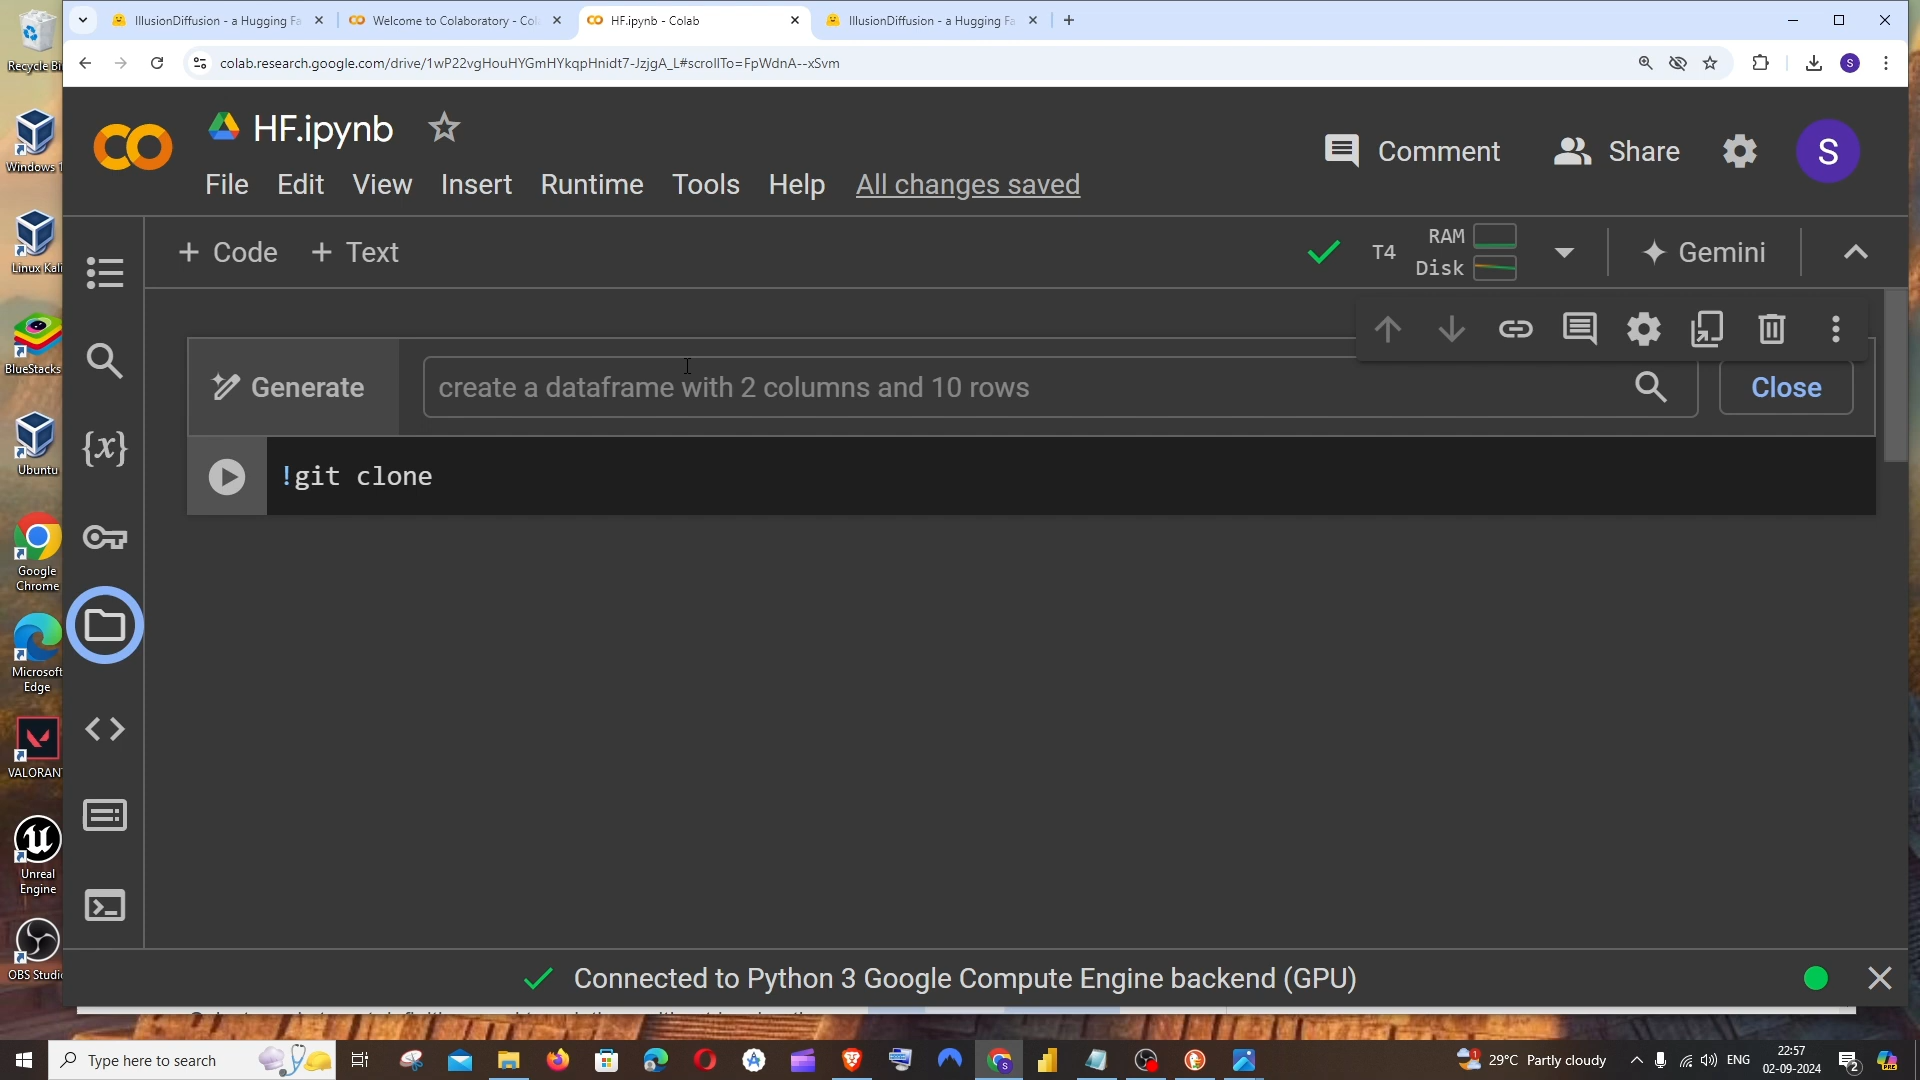 IllusionDiffusion - a Hugging Fa
Welcome to Colaboratory - Col
HF.ipynb - Colab
IllusionDiffusion - a Hugging Fa
colab.research.google.com/drive/1wP22vgHouHYGmHYkqpHnidt7-JzjgA_L#scrollTo=FpWdnA--xSvm
S
HF.ipynb
Comment
Share
S
File Edit View Insert Runtime Tools Help All changes saved
+ Code + Text
T4
RAM
Disk
Gemini
Generate
create a dataframe with 2 columns and 10 rows
Close
!git clone
{x}
Connected to Python 3 Google Compute Engine backend (GPU)
Recycle Bi
Windows 1
Linux Kali
BlueStacks
Ubuntu
Google
Chrome
Microsoft
Edge
VALORAN
Unreal
Engine
OBS Studi
Type here to search
29°C Partly cloudy
ENG
22:57
02-09-2024
2